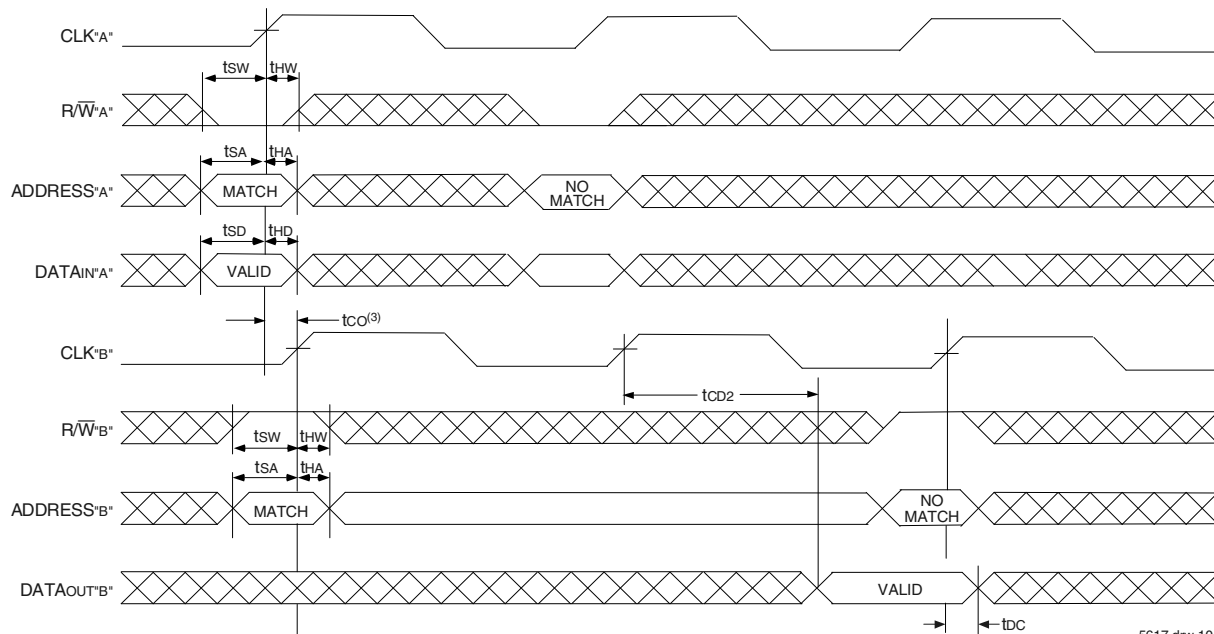 CLK"A"
tSW tHW
R/W̅"A"
tSA tHA
ADDRESS"A" MATCH NO MATCH
tSD tHD
DATAIN"A" VALID
tCO(3)
CLK"B"
tCD2
R/W̅"B"
tSW tHW
tSA tHA
ADDRESS"B" MATCH NO MATCH
DATAOUT"B" VALID
tDC